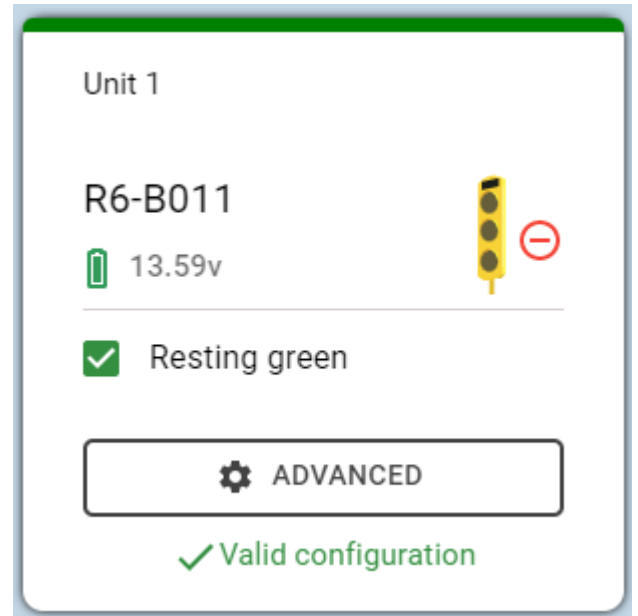 Unit 1
R6-B011
13.59v
Resting green
ADVANCED
Valid configuration